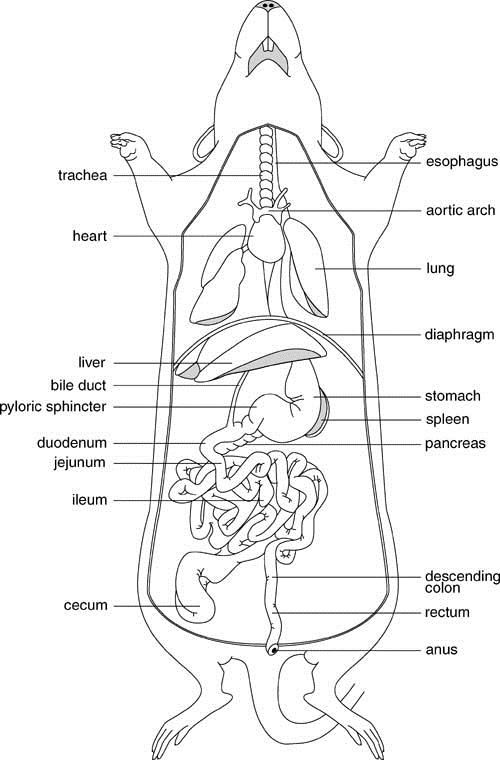 esophagus
trachea
aortic arch
heart
lung
diaphragm
liver
bile duct
stomach
pyloric sphincter
spleen
duodenum
pancreas
jejunum
ileum
descending
colon
cecum
rectum
anus